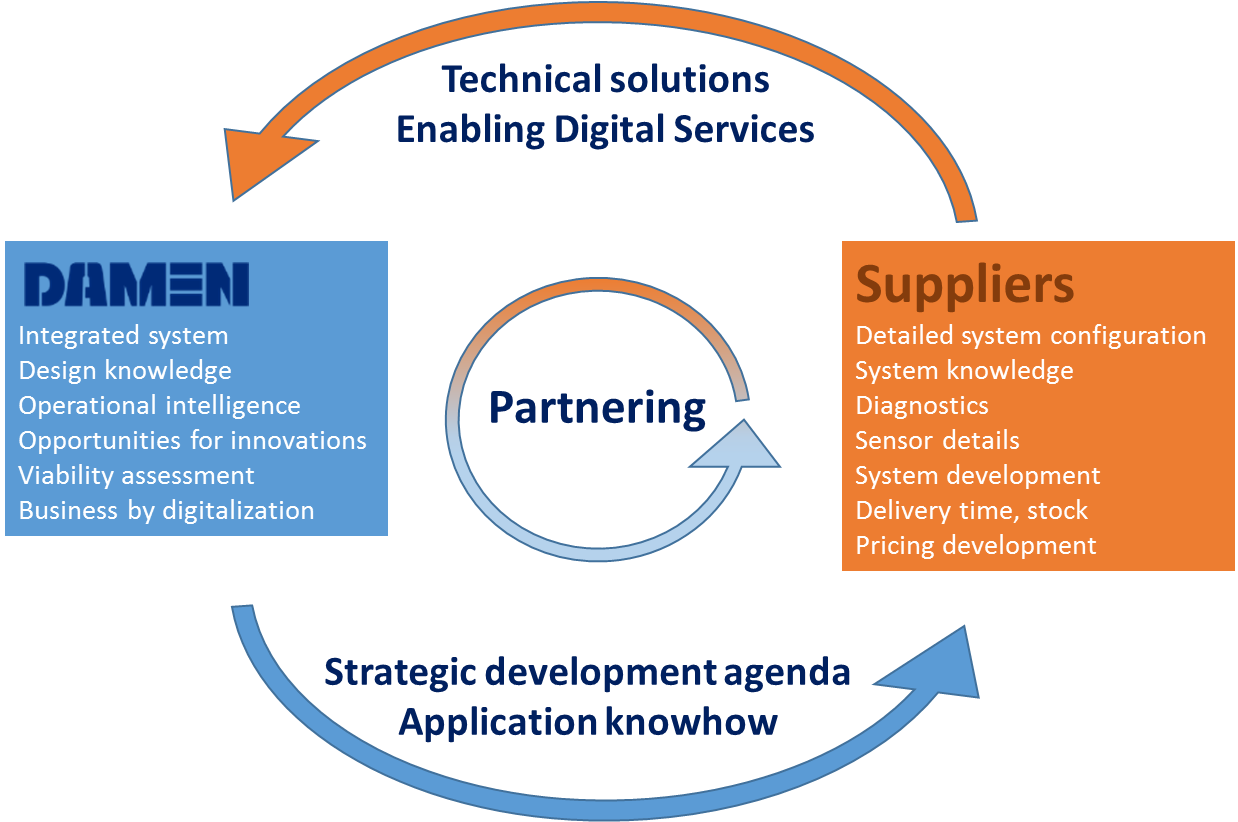 Technical solutions
Enabling Digital Services
DAMEN
Integrated system
Design knowledge
Operational intelligence
Opportunities for innovations
Viability assessment
Business by digitalization
Partnering
Suppliers
Detailed system configuration
System knowledge
Diagnostics
Sensor details
System development
Delivery time, stock
Pricing development
Strategic development agenda
Application knowhow